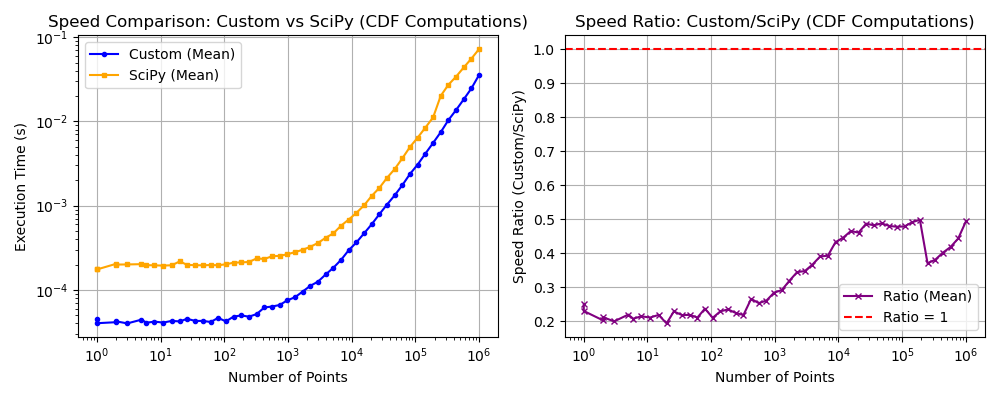 Speed Comparison: Custom vs SciPy (CDF Computations)
Execution Time (s)
10⁻¹
10⁻²
10⁻³
10⁻⁴
Custom (Mean)
SciPy (Mean)
10⁰ 10¹ 10² 10³ 10⁴ 10⁵ 10⁶
Number of Points
Speed Ratio: Custom/SciPy (CDF Computations)
Speed Ratio (Custom/SciPy)
1.0
0.9
0.8
0.7
0.6
0.5
0.4
0.3
0.2
Ratio (Mean)
Ratio = 1
10⁰ 10¹ 10² 10³ 10⁴ 10⁵ 10⁶
Number of Points